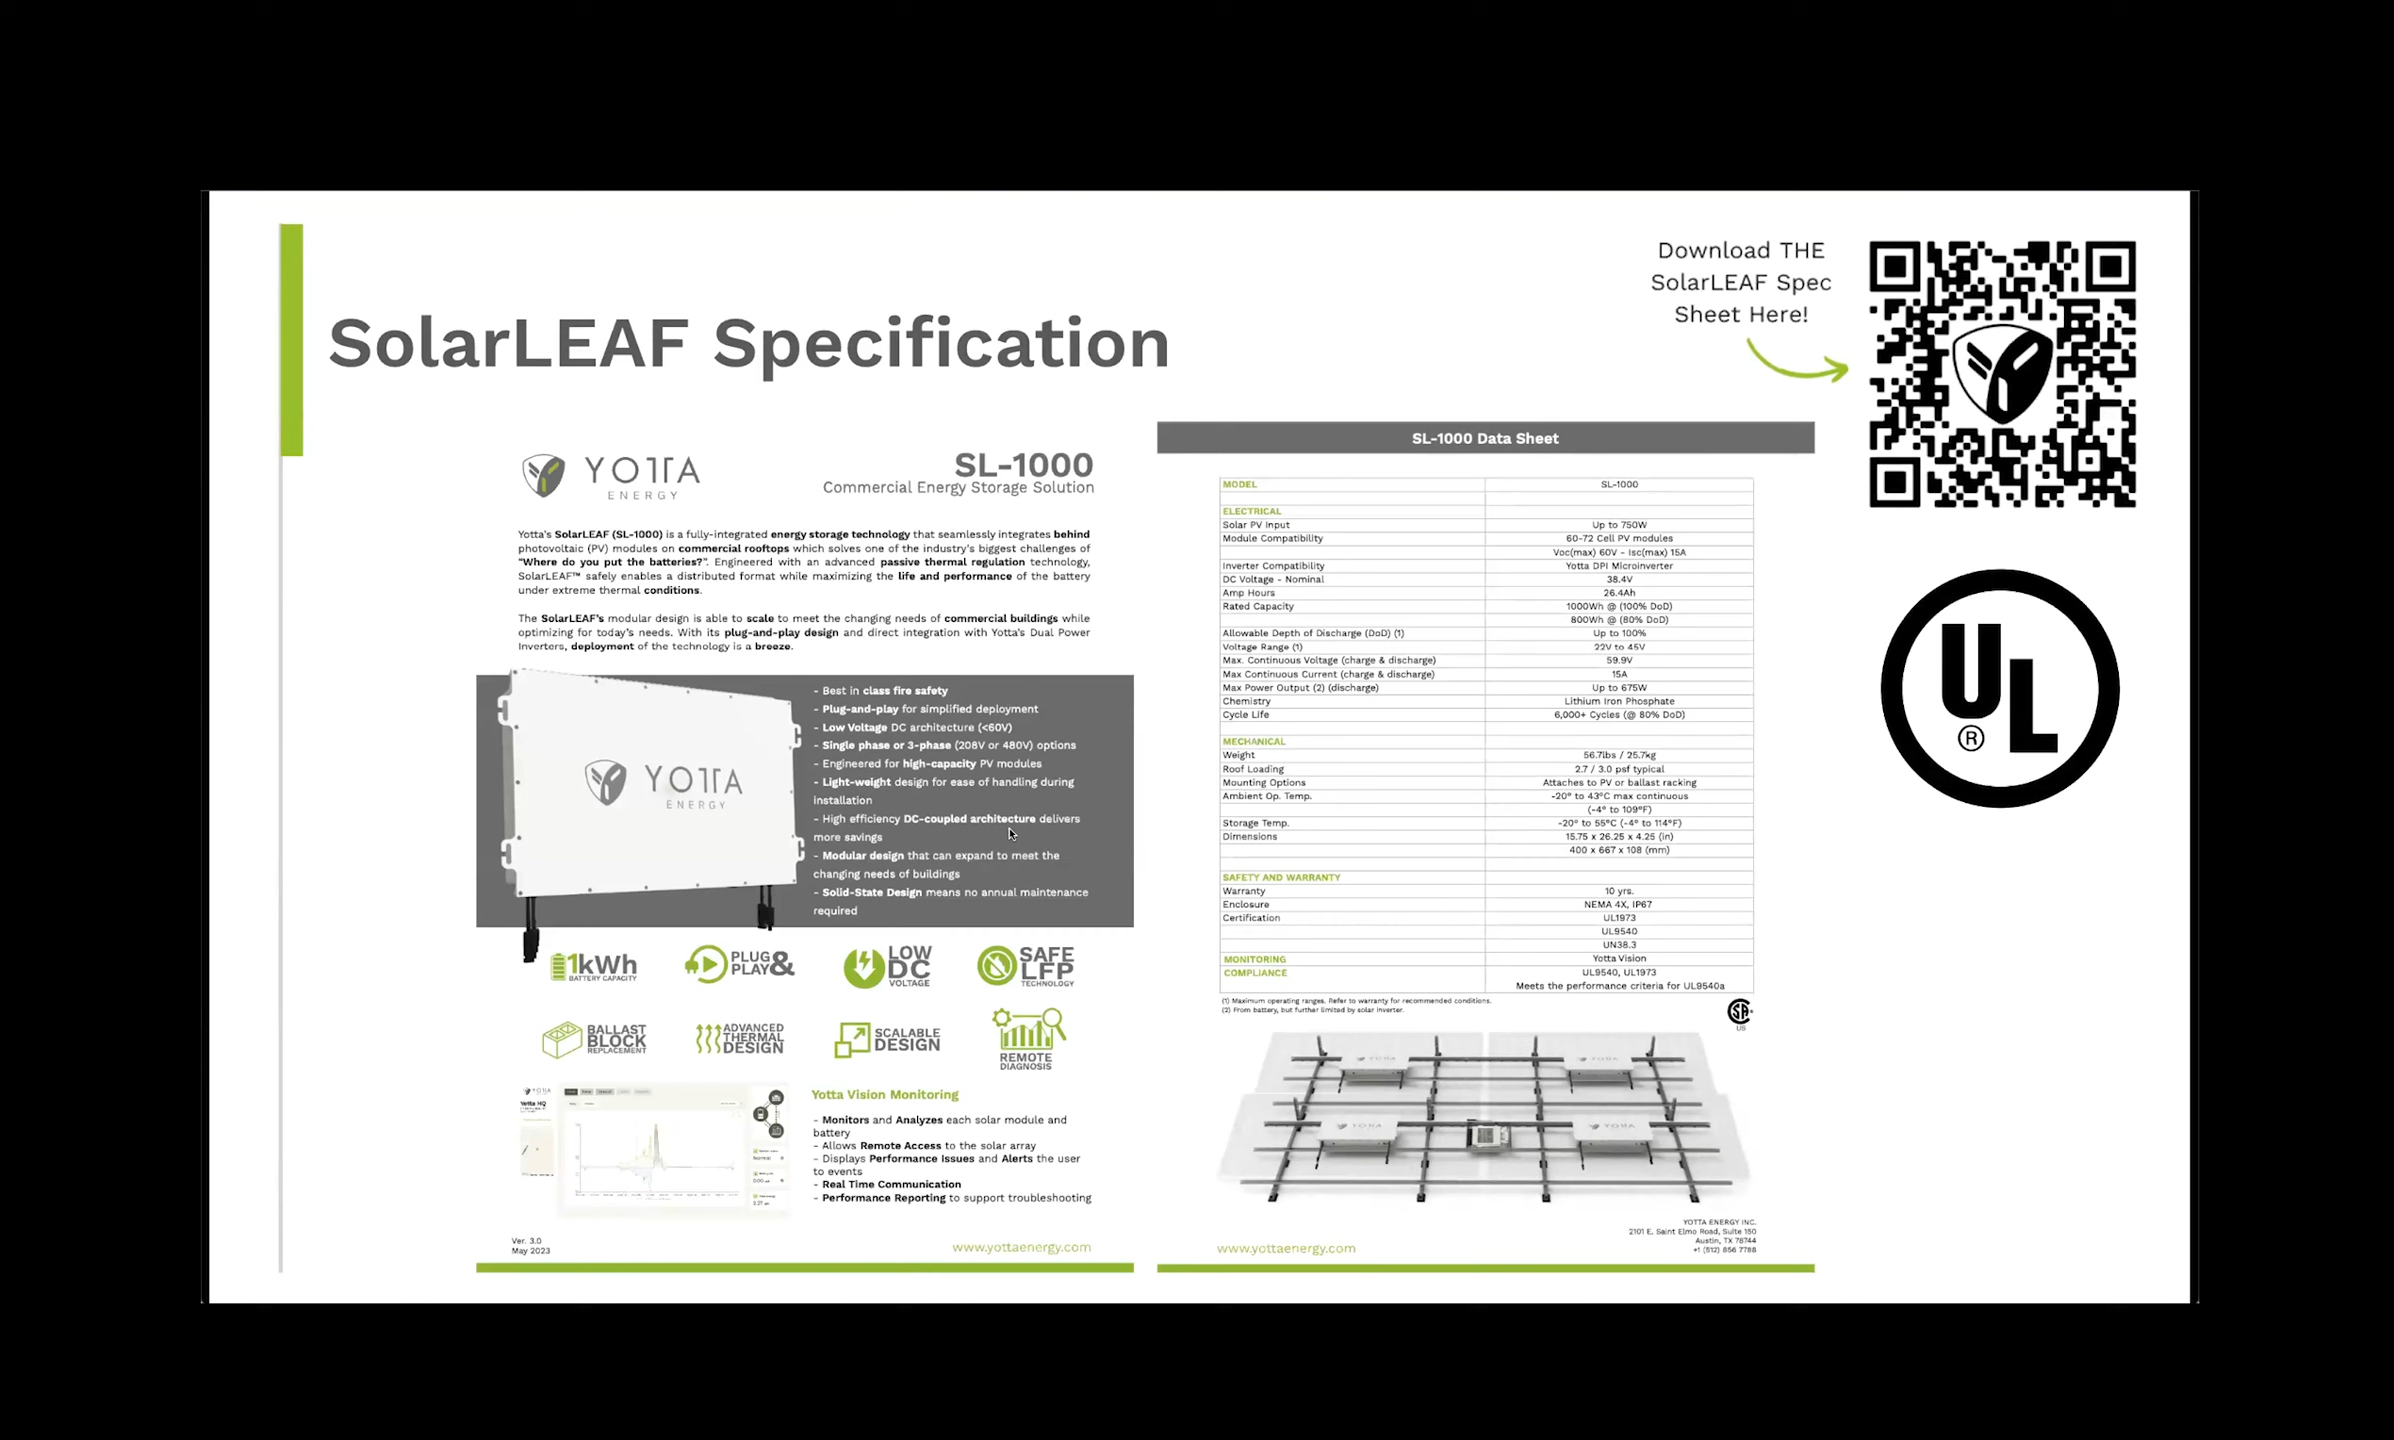 Download THE
SolarLEAF Spec
Sheet Here!
SolarLEAF Specification
YOTTA
ENERGY
SL-1000
Commercial Energy Storage Solution
Yotta's SolarLEAF (SL-1000) is a fully-integrated energy storage technology that seamlessly integrates behind
photovoltaic (PV) modules on commercial rooftops which solves one of the industry's biggest challenges of
"Where do you put the batteries?". Engineered with an advanced passive thermal regulation technology,
SolarLEAF™ safely enables a distributed format while maximizing the life and performance of the battery
under extreme thermal conditions.
The SolarLEAF's modular design is able to scale to meet the changing needs of commercial buildings while
optimizing for today's needs. With its plug-and-play design and direct integration with Yotta's Dual Power
Inverters, deployment of the technology is a breeze.
YOTTA
ENERGY
- Best in class fire safety
- Plug-and-play for simplified deployment
- Low Voltage DC architecture (<60V)
- Single phase or 3-phase (208V or 480V) options
- Engineered for high-capacity PV modules
- Light-weight design for ease of handling during
installation
- High efficiency DC-coupled architecture delivers
more savings
- Modular design that can expand to meet the
changing needs of buildings
- Solid-State Design means no annual maintenance
required
1kWh
BATTERY CAPACITY
PLUG &
PLAY
LOW
DC
VOLTAGE
SAFE
LFP
TECHNOLOGY
BALLAST
BLOCK
REPLACEMENT
ADVANCED
THERMAL
DESIGN
SCALABLE
DESIGN
REMOTE
DIAGNOSIS
YOTTA
Yotta HQ
Yotta Vision Monitoring
- Monitors and Analyzes each solar module and
battery
- Allows Remote Access to the solar array
- Displays Performance Issues and Alerts the user
to events
- Real Time Communication
- Performance Reporting to support troubleshooting
Ver. 3.0
May 2023
www.yottaenergy.com
SL-1000 Data Sheet
MODEL SL-1000
ELECTRICAL
Solar PV Input Up to 750W
Module Compatibility 60-72 Cell PV modules
Voc(max) 60V - Isc(max) 15A
Inverter Compatibility Yotta DPI Microinverter
DC Voltage - Nominal 38.4V
Amp Hours 26.4Ah
Rated Capacity 1000Wh @ (100% DoD)
800Wh @ (80% DoD)
Allowable Depth of Discharge (DoD) (1) Up to 100%
Voltage Range (1) 22V to 45V
Max. Continuous Voltage (charge & discharge) 59.9V
Max Continuous Current (charge & discharge) 15A
Max Power Output (2) (discharge) Up to 675W
Chemistry Lithium Iron Phosphate
Cycle Life 6,000+ Cycles (@ 80% DoD)
MECHANICAL
Weight 56.7lbs / 25.7kg
Roof Loading 2.7 / 3.0 psf typical
Mounting Options Attaches to PV or ballast racking
Ambient Op. Temp. -20° to 43°C max continuous
(-4° to 109°F)
Storage Temp. -20° to 55°C (-4° to 114°F)
Dimensions 15.75 x 26.25 x 4.25 (in)
400 x 667 x 108 (mm)
SAFETY AND WARRANTY
Warranty 10 yrs.
Enclosure NEMA 4X, IP67
Certification UL1973
UL9540
UN38.3
MONITORING Yotta Vision
COMPLIANCE UL9540, UL1973
Meets the performance criteria for UL9540a
(1) Maximum operating ranges. Refer to warranty for recommended conditions.
(2) From battery, but further limited by solar inverter.
SA
US
YOTTA
YOTTA
YOTTA
YOTTA
YOTTA ENERGY INC.
2101 E. Saint Elmo Road, Suite 150
Austin, TX 78744
+1 (512) 856 7788
www.yottaenergy.com
UL
®